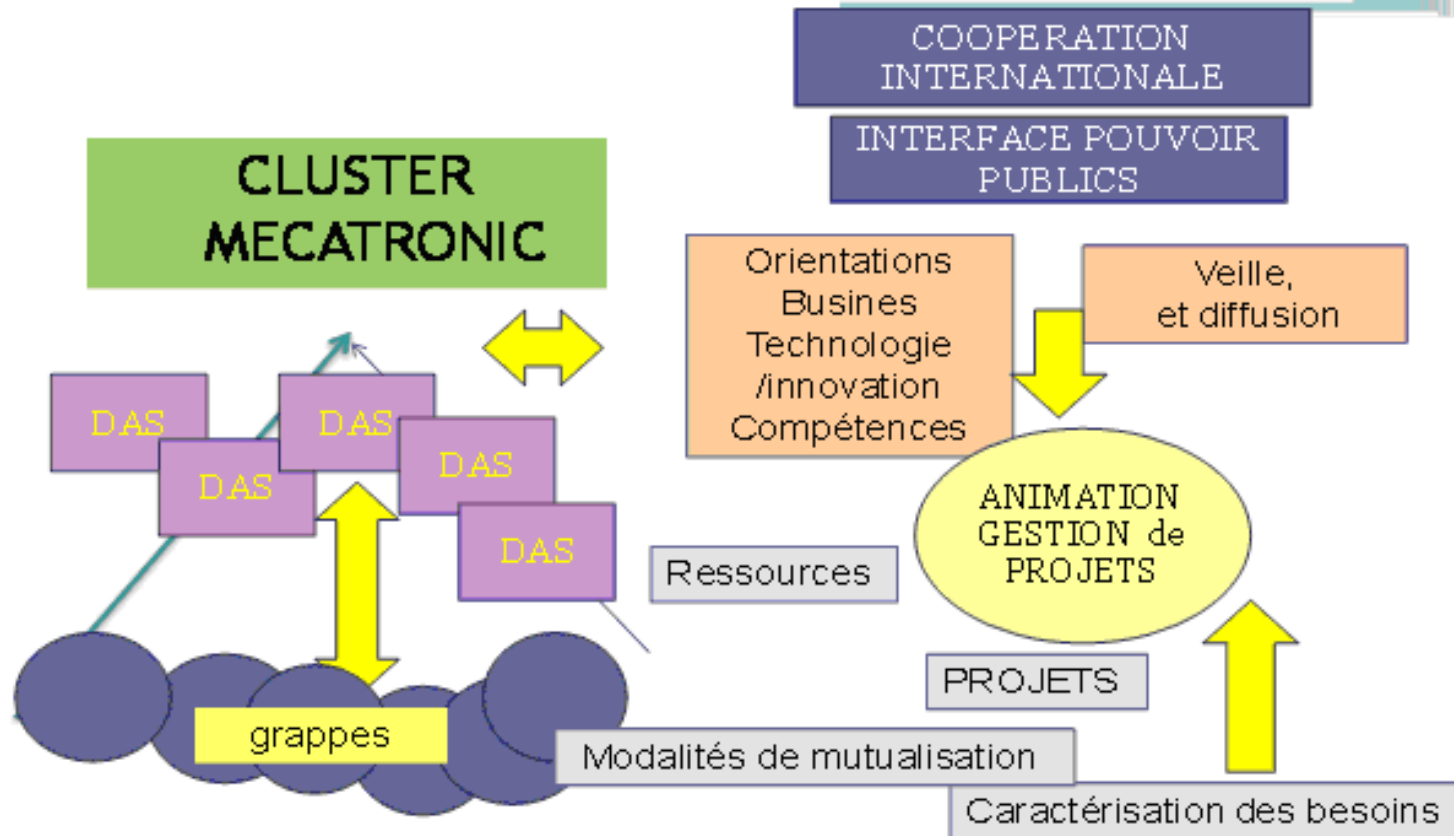 COOPERATION
INTERNATIONALE
INTERFACE POUVOIR
PUBLICS
CLUSTER
MECATRONIC
Orientations
Busines
Technologie
/innovation
Compétences
Veille,
et diffusion
DAS
DAS
DAS
DAS
DAS
ANIMATION
GESTION de
PROJETS
Ressources
PROJETS
grappes
Modalités de mutualisation
Caractérisation des besoins